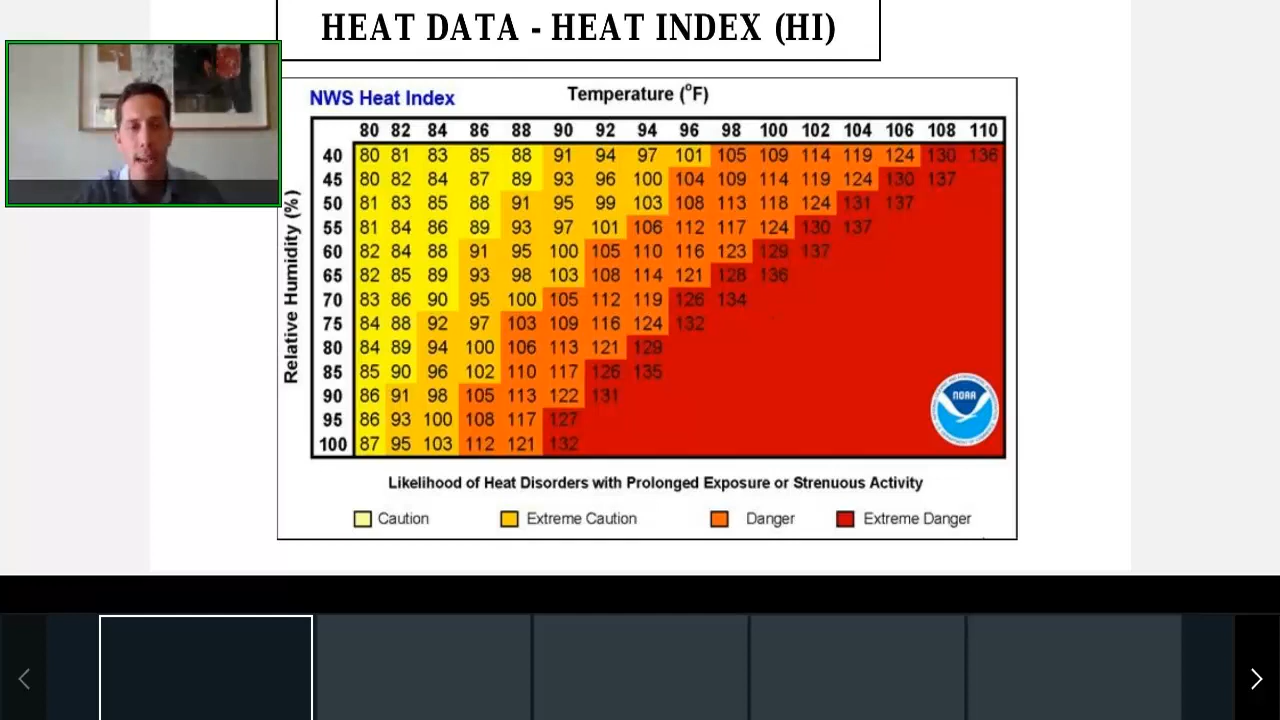 HEAT DATA - HEAT INDEX (HI)
NWS Heat Index
Temperature (°F)
80 82 84 86 88 90 92 94 96 98 100 102 104 106 108 110
Relative Humidity (%)
40 80 81 83 85 88 91 94 97 101 105 109 114 119 124 130 136
45 80 82 84 87 89 93 96 100 104 109 114 119 124 130 137
50 81 83 85 88 91 95 99 103 108 113 118 124 131 137
55 81 84 86 89 93 97 101 106 112 117 124 130 137
60 82 84 88 91 95 100 105 110 116 123 129 137
65 82 85 89 93 98 103 108 114 121 128 136
70 83 86 90 95 100 105 112 119 126 134
75 84 88 92 97 103 109 116 124 132
80 84 89 94 100 106 113 121 129
85 85 90 96 102 110 117 126 135
90 86 91 98 105 113 122 131
95 86 93 100 108 117 127
100 87 95 103 112 121 132
NOAA
Likelihood of Heat Disorders with Prolonged Exposure or Strenuous Activity
Caution Extreme Caution Danger Extreme Danger